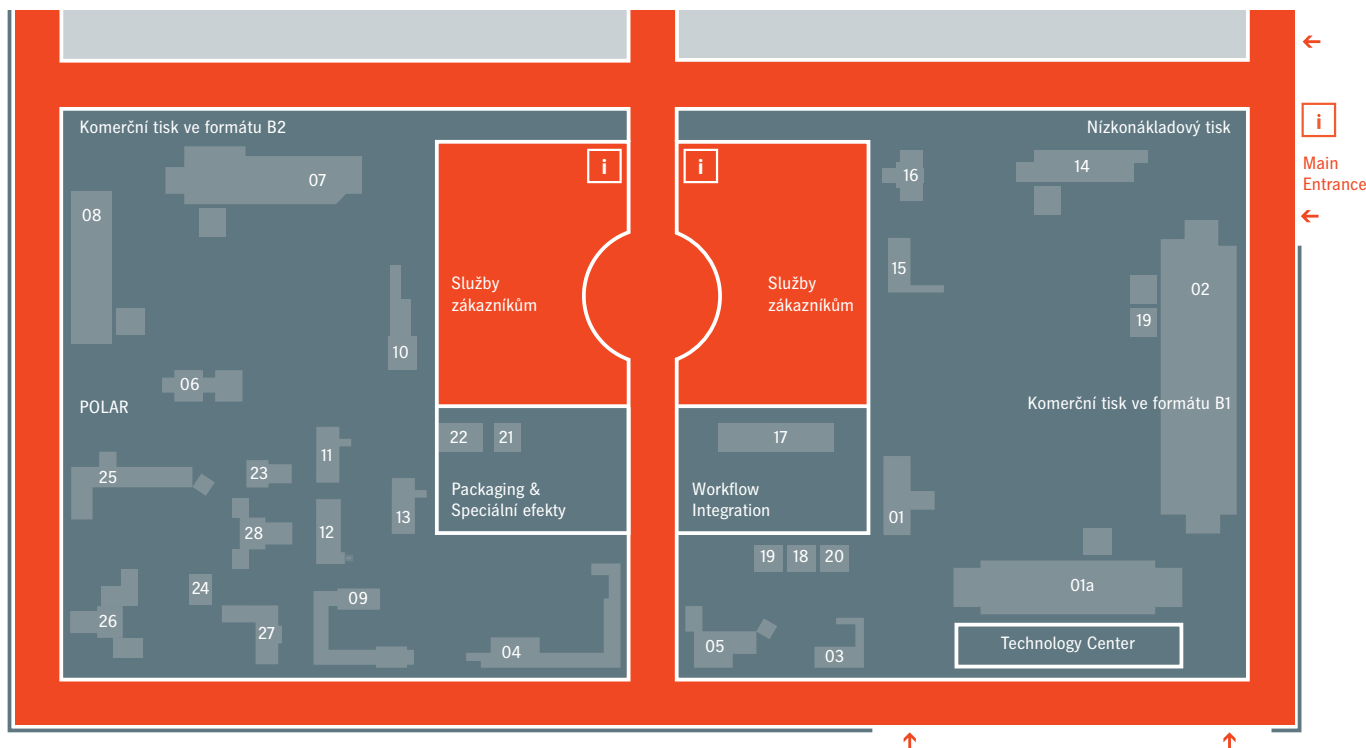 Komerční tisk ve formátu B2
07
08
10
06
POLAR
25
23
11
28
12
13
24
26
27
09
04
i
Služby
zákazníkům
22
21
Packaging &
Speciální efekty
i
Služby
zákazníkům
17
Workflow
Integration
Nízkonákladový tisk
16
14
15
02
19
Komerční tisk ve formátu B1
01
19
18
20
01a
05
03
Technology Center
←
i
Main
Entrance
←
↑
↑